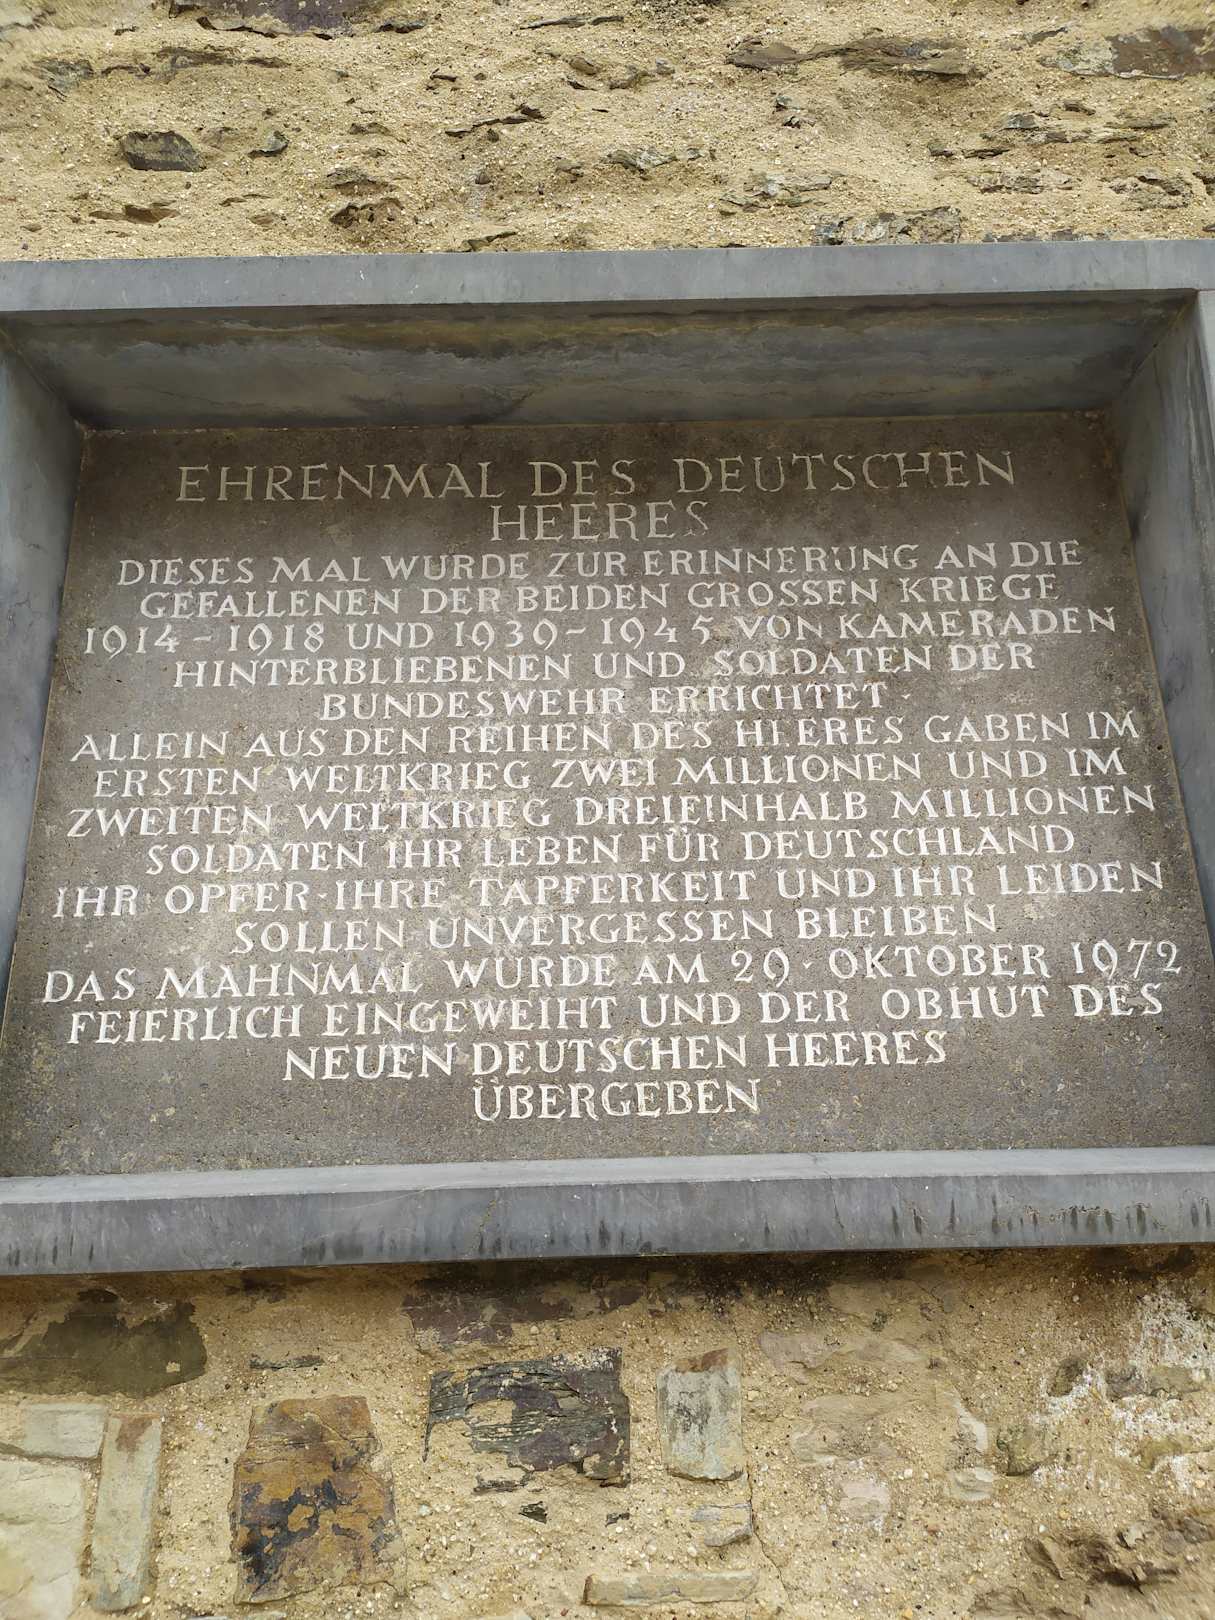 EHRENMAL DES DEUTSCHEN
HEERES
DIESES MAL WURDE ZUR ERINNERUNG AN DIE
GEFALLENEN DER BEIDEN GROSSEN KRIEGE
1914 - 1918 UND 1939 - 1945 VON KAMERADEN
HINTERBLIEBENEN UND SOLDATEN DER
BUNDESWEHR ERRICHTET ·
ALLEIN AUS DEN REIHEN DES HEERES GABEN IM
ERSTEN WELTKRIEG ZWEI MILLIONEN UND IM
ZWEITEN WELTKRIEG DREIEINHALB MILLIONEN
SOLDATEN IHR LEBEN FÜR DEUTSCHLAND
IHR OPFER · IHRE TAPFERKEIT UND IHR LEIDEN
SOLLEN UNVERGESSEN BLEIBEN
DAS MAHNMAL WURDE AM 29 · OKTOBER 1972
FEIERLICH EINGEWEIHT UND DER OBHUT DES
NEUEN DEUTSCHEN HEERES
ÜBERGEBEN